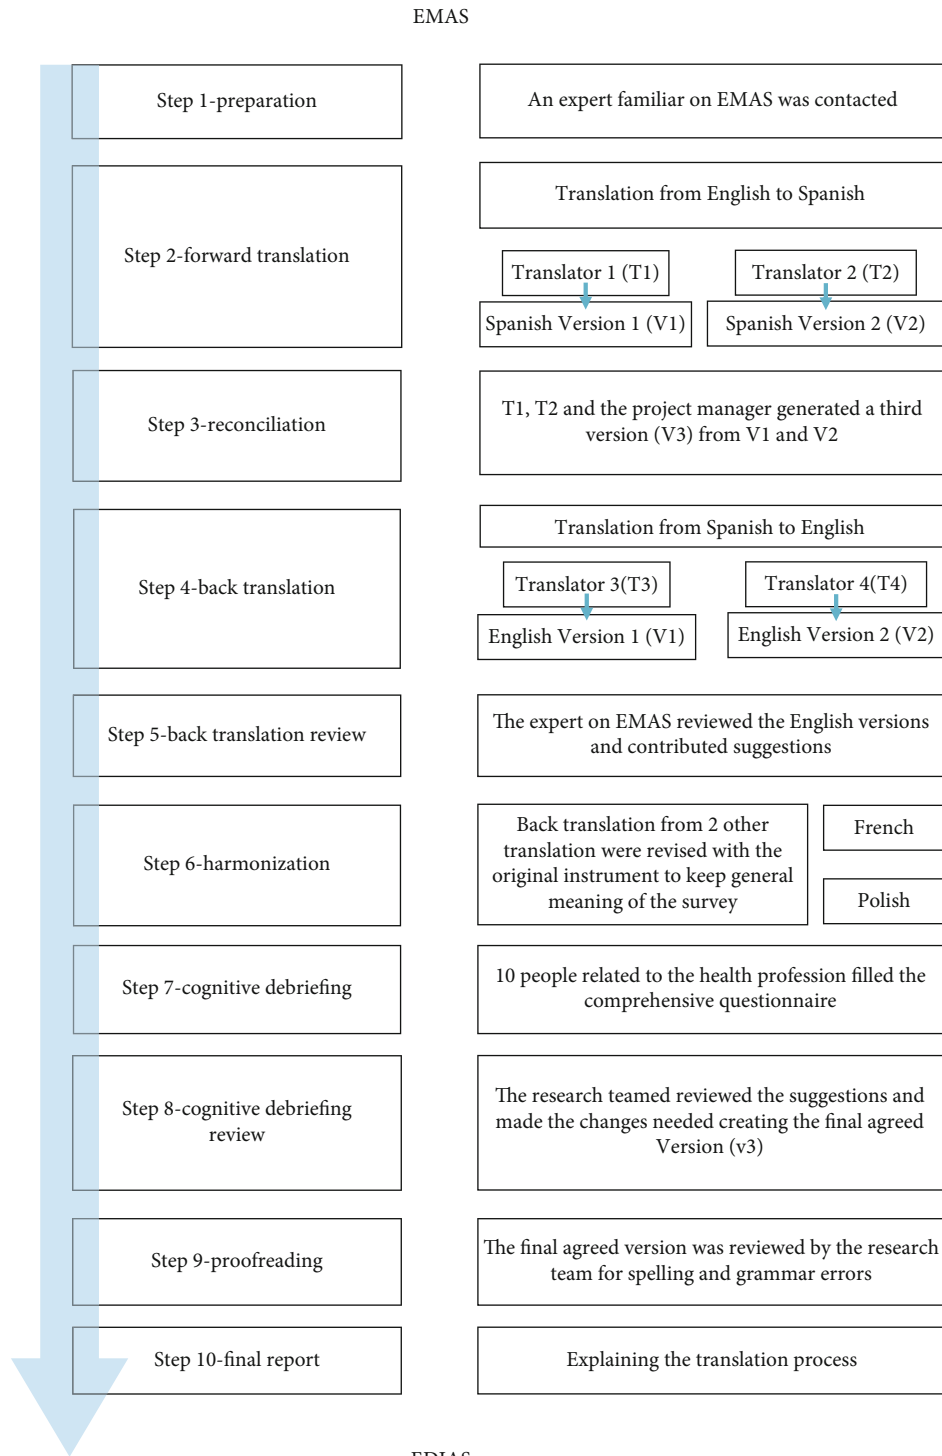 EMAS
Step 1-preparation
An expert familiar on EMAS was contacted
Step 2-forward translation
Translation from English to Spanish
Translator 1 (T1)
Translator 2 (T2)
Spanish Version 1 (V1)
Spanish Version 2 (V2)
Step 3-reconciliation
T1, T2 and the project manager generated a third
version (V3) from V1 and V2
Step 4-back translation
Translation from Spanish to English
Translator 3(T3)
Translator 4(T4)
English Version 1 (V1)
English Version 2 (V2)
Step 5-back translation review
The expert on EMAS reviewed the English versions
and contributed suggestions
Step 6-harmonization
Back translation from 2 other
translation were revised with the
original instrument to keep general
meaning of the survey
French
Polish
Step 7-cognitive debriefing
10 people related to the health profession filled the
comprehensive questionnaire
Step 8-cognitive debriefing
review
The research teamed reviewed the suggestions and
made the changes needed creating the final agreed
Version (v3)
Step 9-proofreading
The final agreed version was reviewed by the research
team for spelling and grammar errors
Step 10-final report
Explaining the translation process